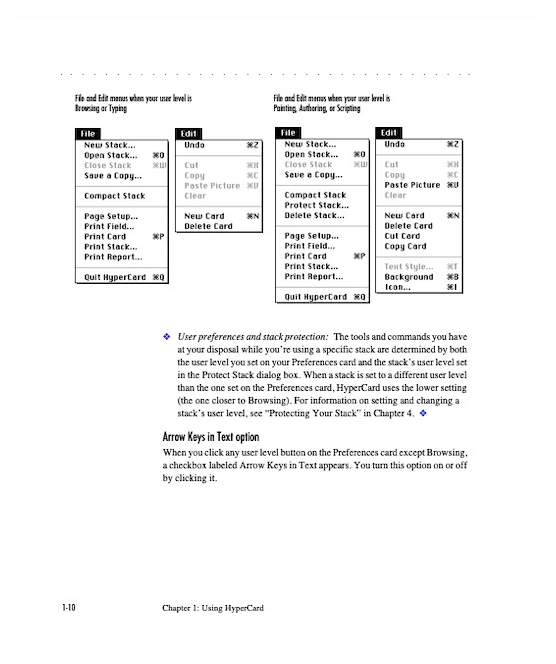 File and Edit menus when your user level is
Browsing or Typing
File
New Stack...
Open Stack... ⌘O
Close Stack ⌘W
Save a Copy...
Compact Stack
Page Setup...
Print Field...
Print Card ⌘P
Print Stack...
Print Report...
Quit HyperCard ⌘Q
Edit
Undo ⌘Z
Cut ⌘X
Copy ⌘C
Paste Picture ⌘V
Clear
New Card ⌘N
Delete Card
File and Edit menus when your user level is
Painting, Authoring, or Scripting
File
New Stack...
Open Stack... ⌘O
Close Stack ⌘W
Save a Copy...
Compact Stack
Protect Stack...
Delete Stack...
Page Setup...
Print Field...
Print Card ⌘P
Print Stack...
Print Report...
Quit HyperCard ⌘Q
Edit
Undo ⌘Z
Cut ⌘X
Copy ⌘C
Paste Picture ⌘V
Clear
New Card ⌘N
Delete Card
Cut Card
Copy Card
Text Style... ⌘T
Background ⌘B
Icon... ⌘I
❖ User preferences and stack protection: The tools and commands you have
at your disposal while you’re using a specific stack are determined by both
the user level you set on your Preferences card and the stack’s user level set
in the Protect Stack dialog box. When a stack is set to a different user level
than the one set on the Preferences card, HyperCard uses the lower setting
(the one closer to Browsing). For information on setting and changing a
stack’s user level, see “Protecting Your Stack” in Chapter 4. ❖
Arrow Keys in Text option
When you click any user level button on the Preferences card except Browsing,
a checkbox labeled Arrow Keys in Text appears. You turn this option on or off
by clicking it.
1-10 Chapter 1: Using HyperCard